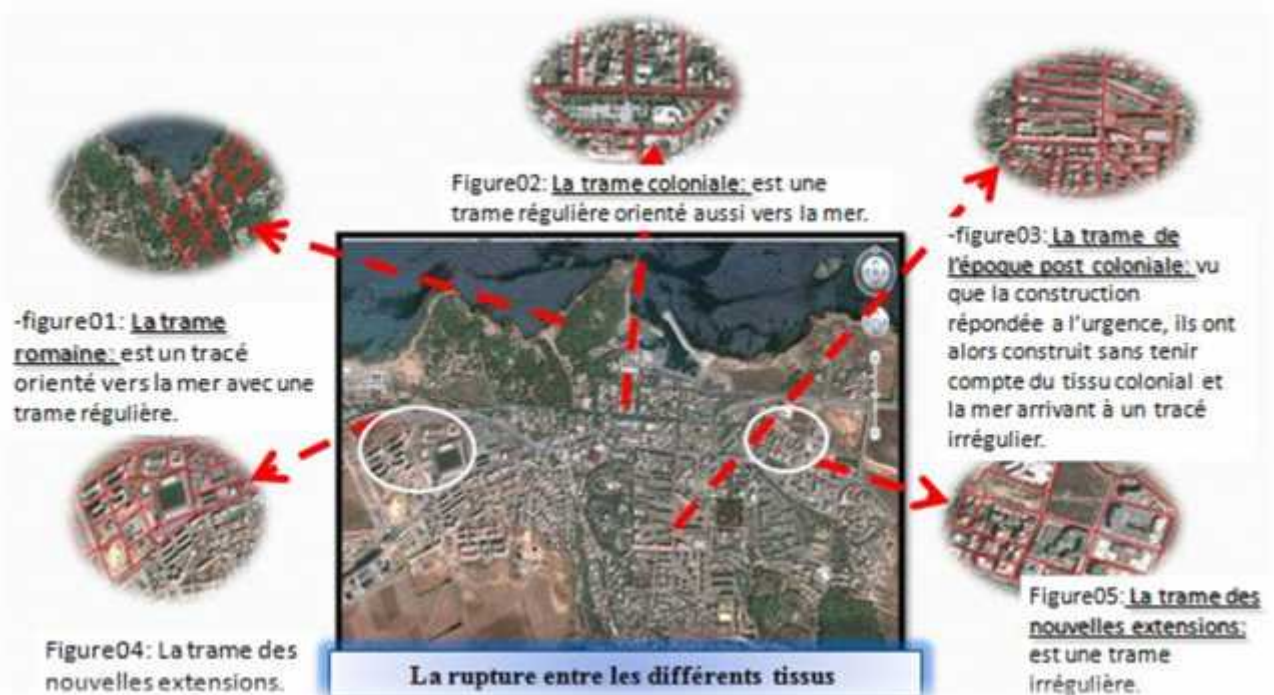 Figure02: La trame coloniale: est une
trame régulière orienté aussi vers la mer.
-figure01: La trame
romaine: est un tracé
orienté vers la mer avec une
trame régulière.
-figure03: La trame de
l'époque post coloniale: vu
que la construction
répondée a l'urgence, ils ont
alors construit sans tenir
compte du tissu colonial et
la mer arrivant à un tracé
irrégulier.
Figure04: La trame des
nouvelles extensions.
Figure05: La trame des
nouvelles extensions:
est une trame
irrégulière.
La rupture entre les différents tissus